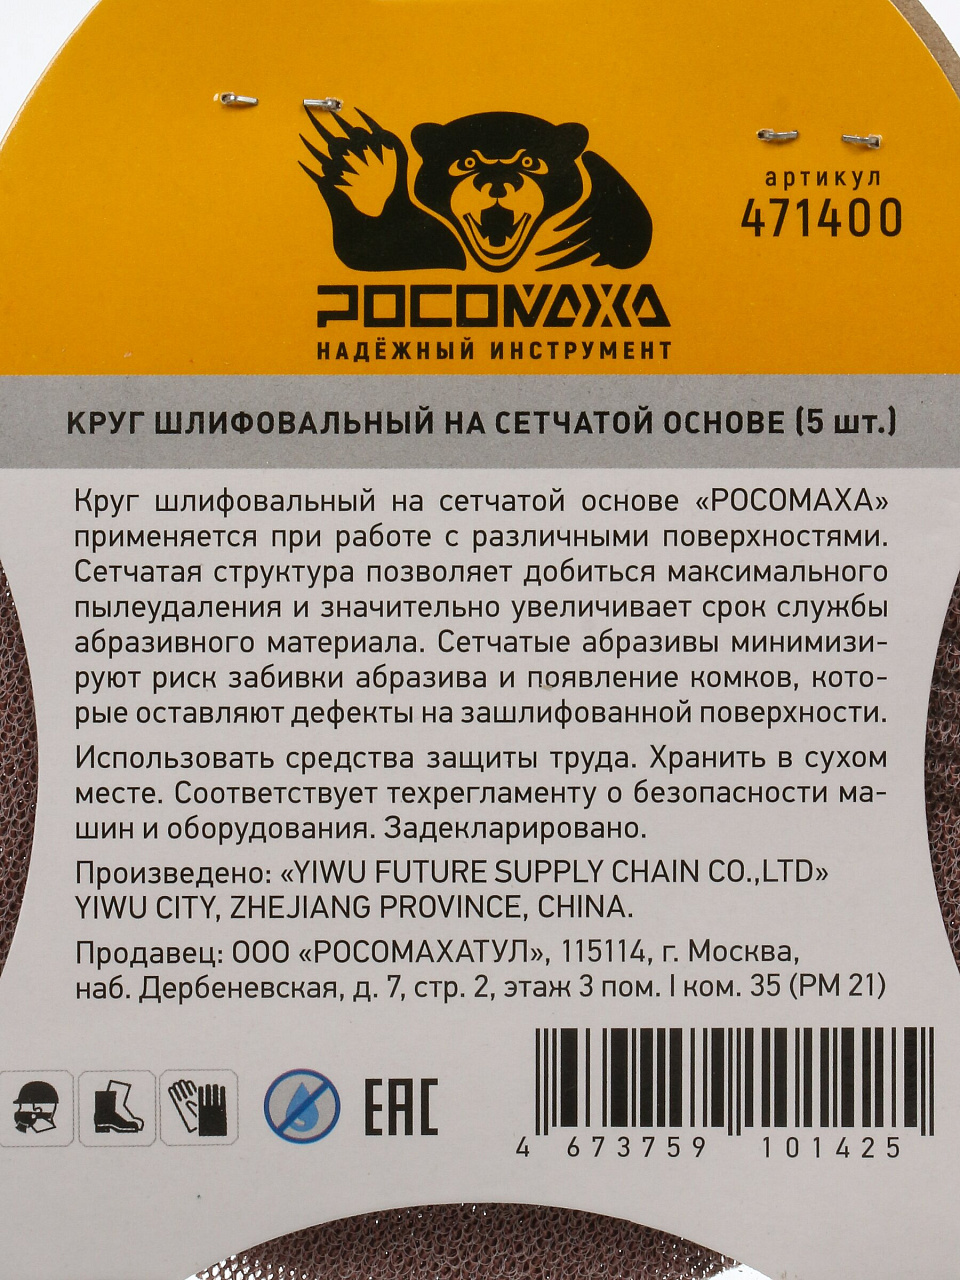 артикул
471400
РОСОМАХА
НАДЁЖНЫЙ ИНСТРУМЕНТ
КРУГ ШЛИФОВАЛЬНЫЙ НА СЕТЧАТОЙ ОСНОВЕ (5 шт.)
Круг шлифовальный на сетчатой основе «РОСОМАХА»
применяется при работе с различными поверхностями.
Сетчатая структура позволяет добиться максимального
пылеудаления и значительно увеличивает срок службы
абразивного материала. Сетчатые абразивы минимизи-
руют риск забивки абразива и появление комков, кото-
рые оставляют дефекты на зашлифованной поверхности.
Использовать средства защиты труда. Хранить в сухом
месте. Соответствует техрегламенту о безопасности ма-
шин и оборудования. Задекларировано.
Произведено: «YIWU FUTURE SUPPLY CHAIN CO.,LTD»
YIWU CITY, ZHEJIANG PROVINCE, CHINA.
Продавец: ООО «РОСОМАХАТУЛ», 115114, г. Москва,
наб. Дербеневская, д. 7, стр. 2, этаж 3 пом. I ком. 35 (РМ 21)
EAC
4 673759 101425